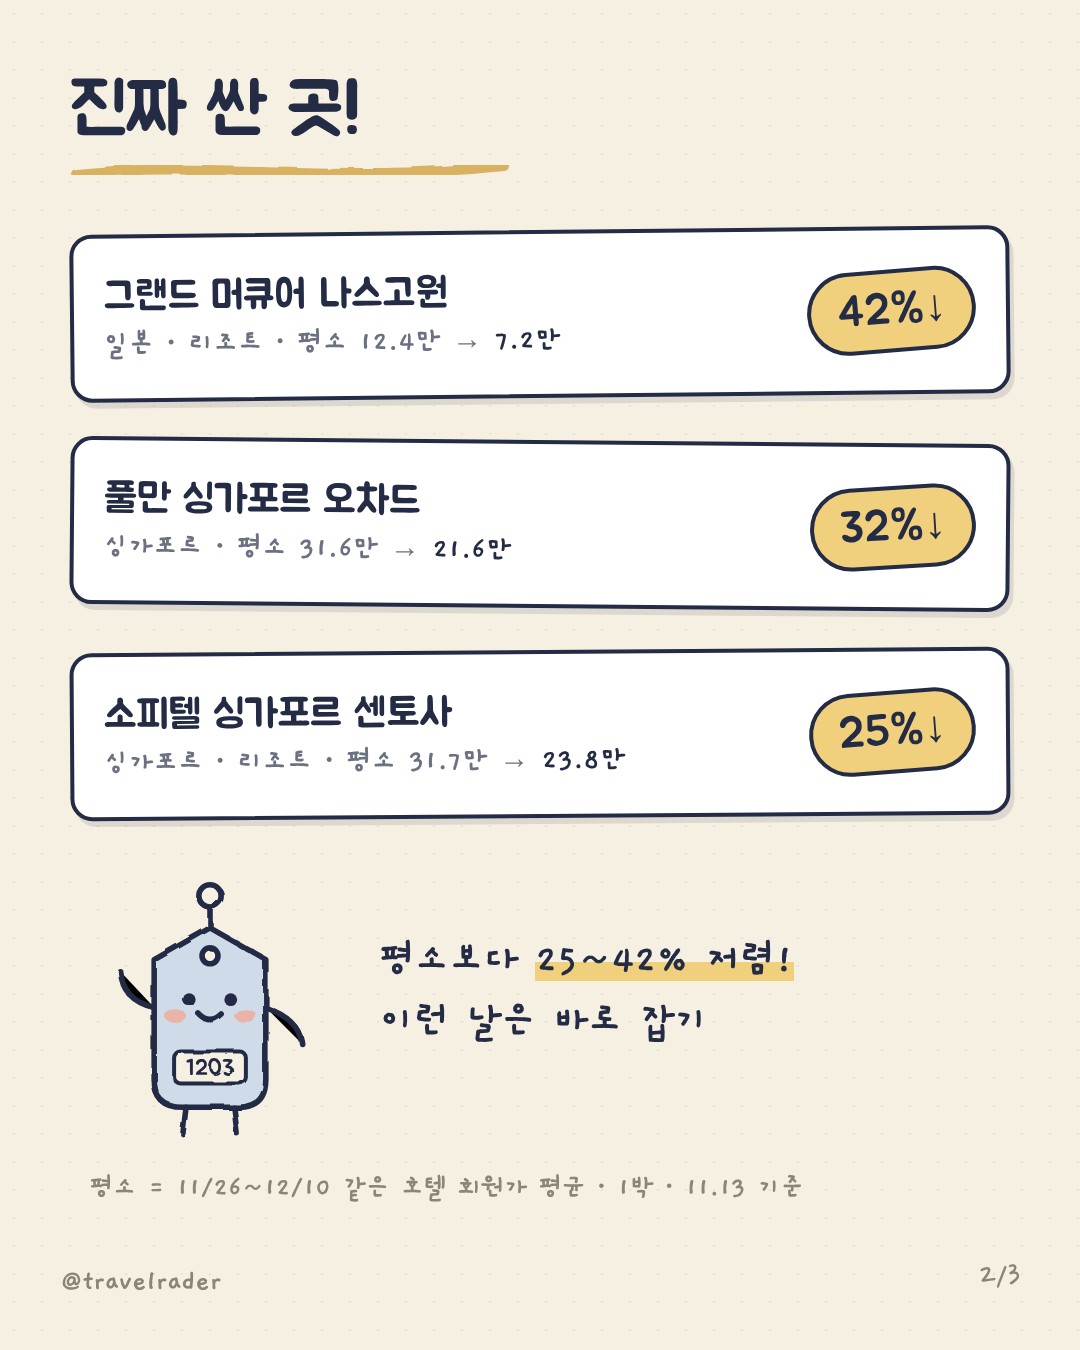 진짜 싼 곳!
그랜드 머큐어 나스고원
일본 · 리조트 · 평소 12.4만 → 7.2만
42%↓
풀만 싱가포르 오차드
싱가포르 · 평소 31.6만 → 21.6만
32%↓
소피텔 싱가포르 센토사
싱가포르 · 리조트 · 평소 31.7만 → 23.8만
25%↓
평소보다 25~42% 저렴!
이런 날은 바로 잡기
1203
평소 = 11/26~12/10 같은 호텔 회원가 평균 · 1박 · 11.13 기준
@travelrader
2/3